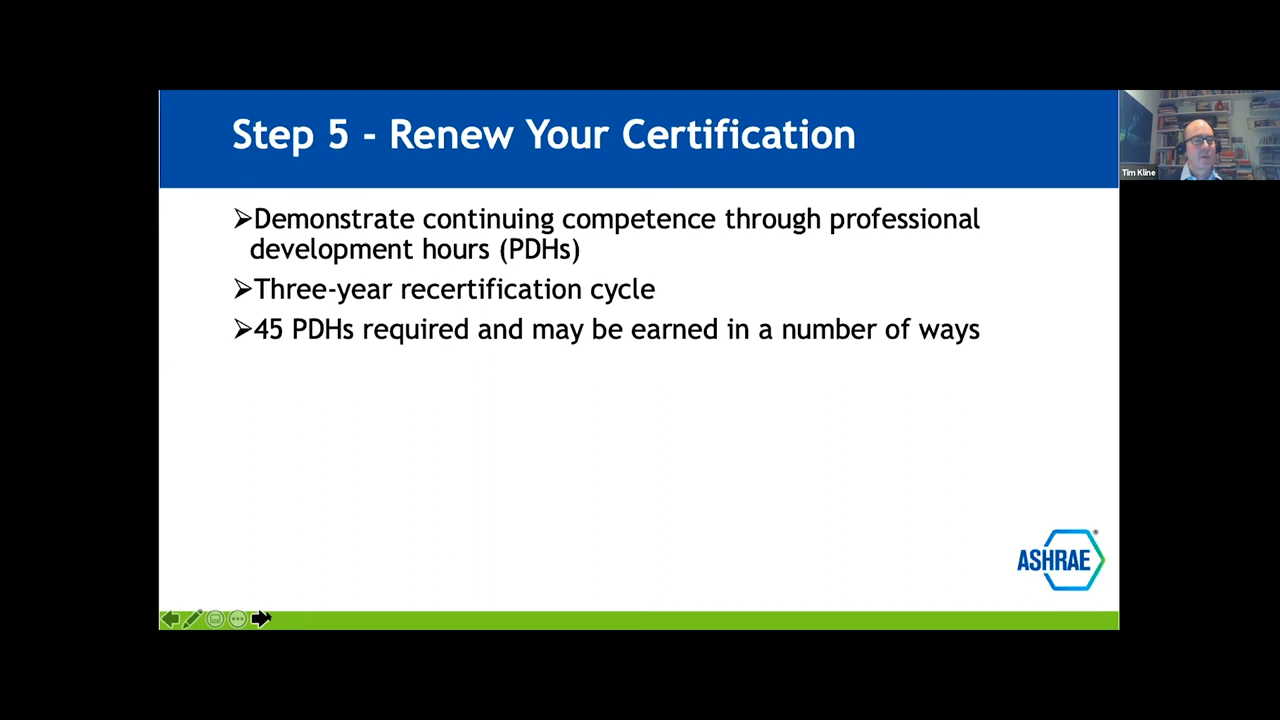 Step 5 - Renew Your Certification
Tim Kline
➢Demonstrate continuing competence through professional
development hours (PDHs)
➢Three-year recertification cycle
➢45 PDHs required and may be earned in a number of ways
ASHRAE®